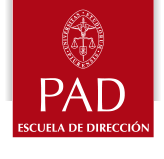 PAD
ESCUELA DE DIRECCIÓN